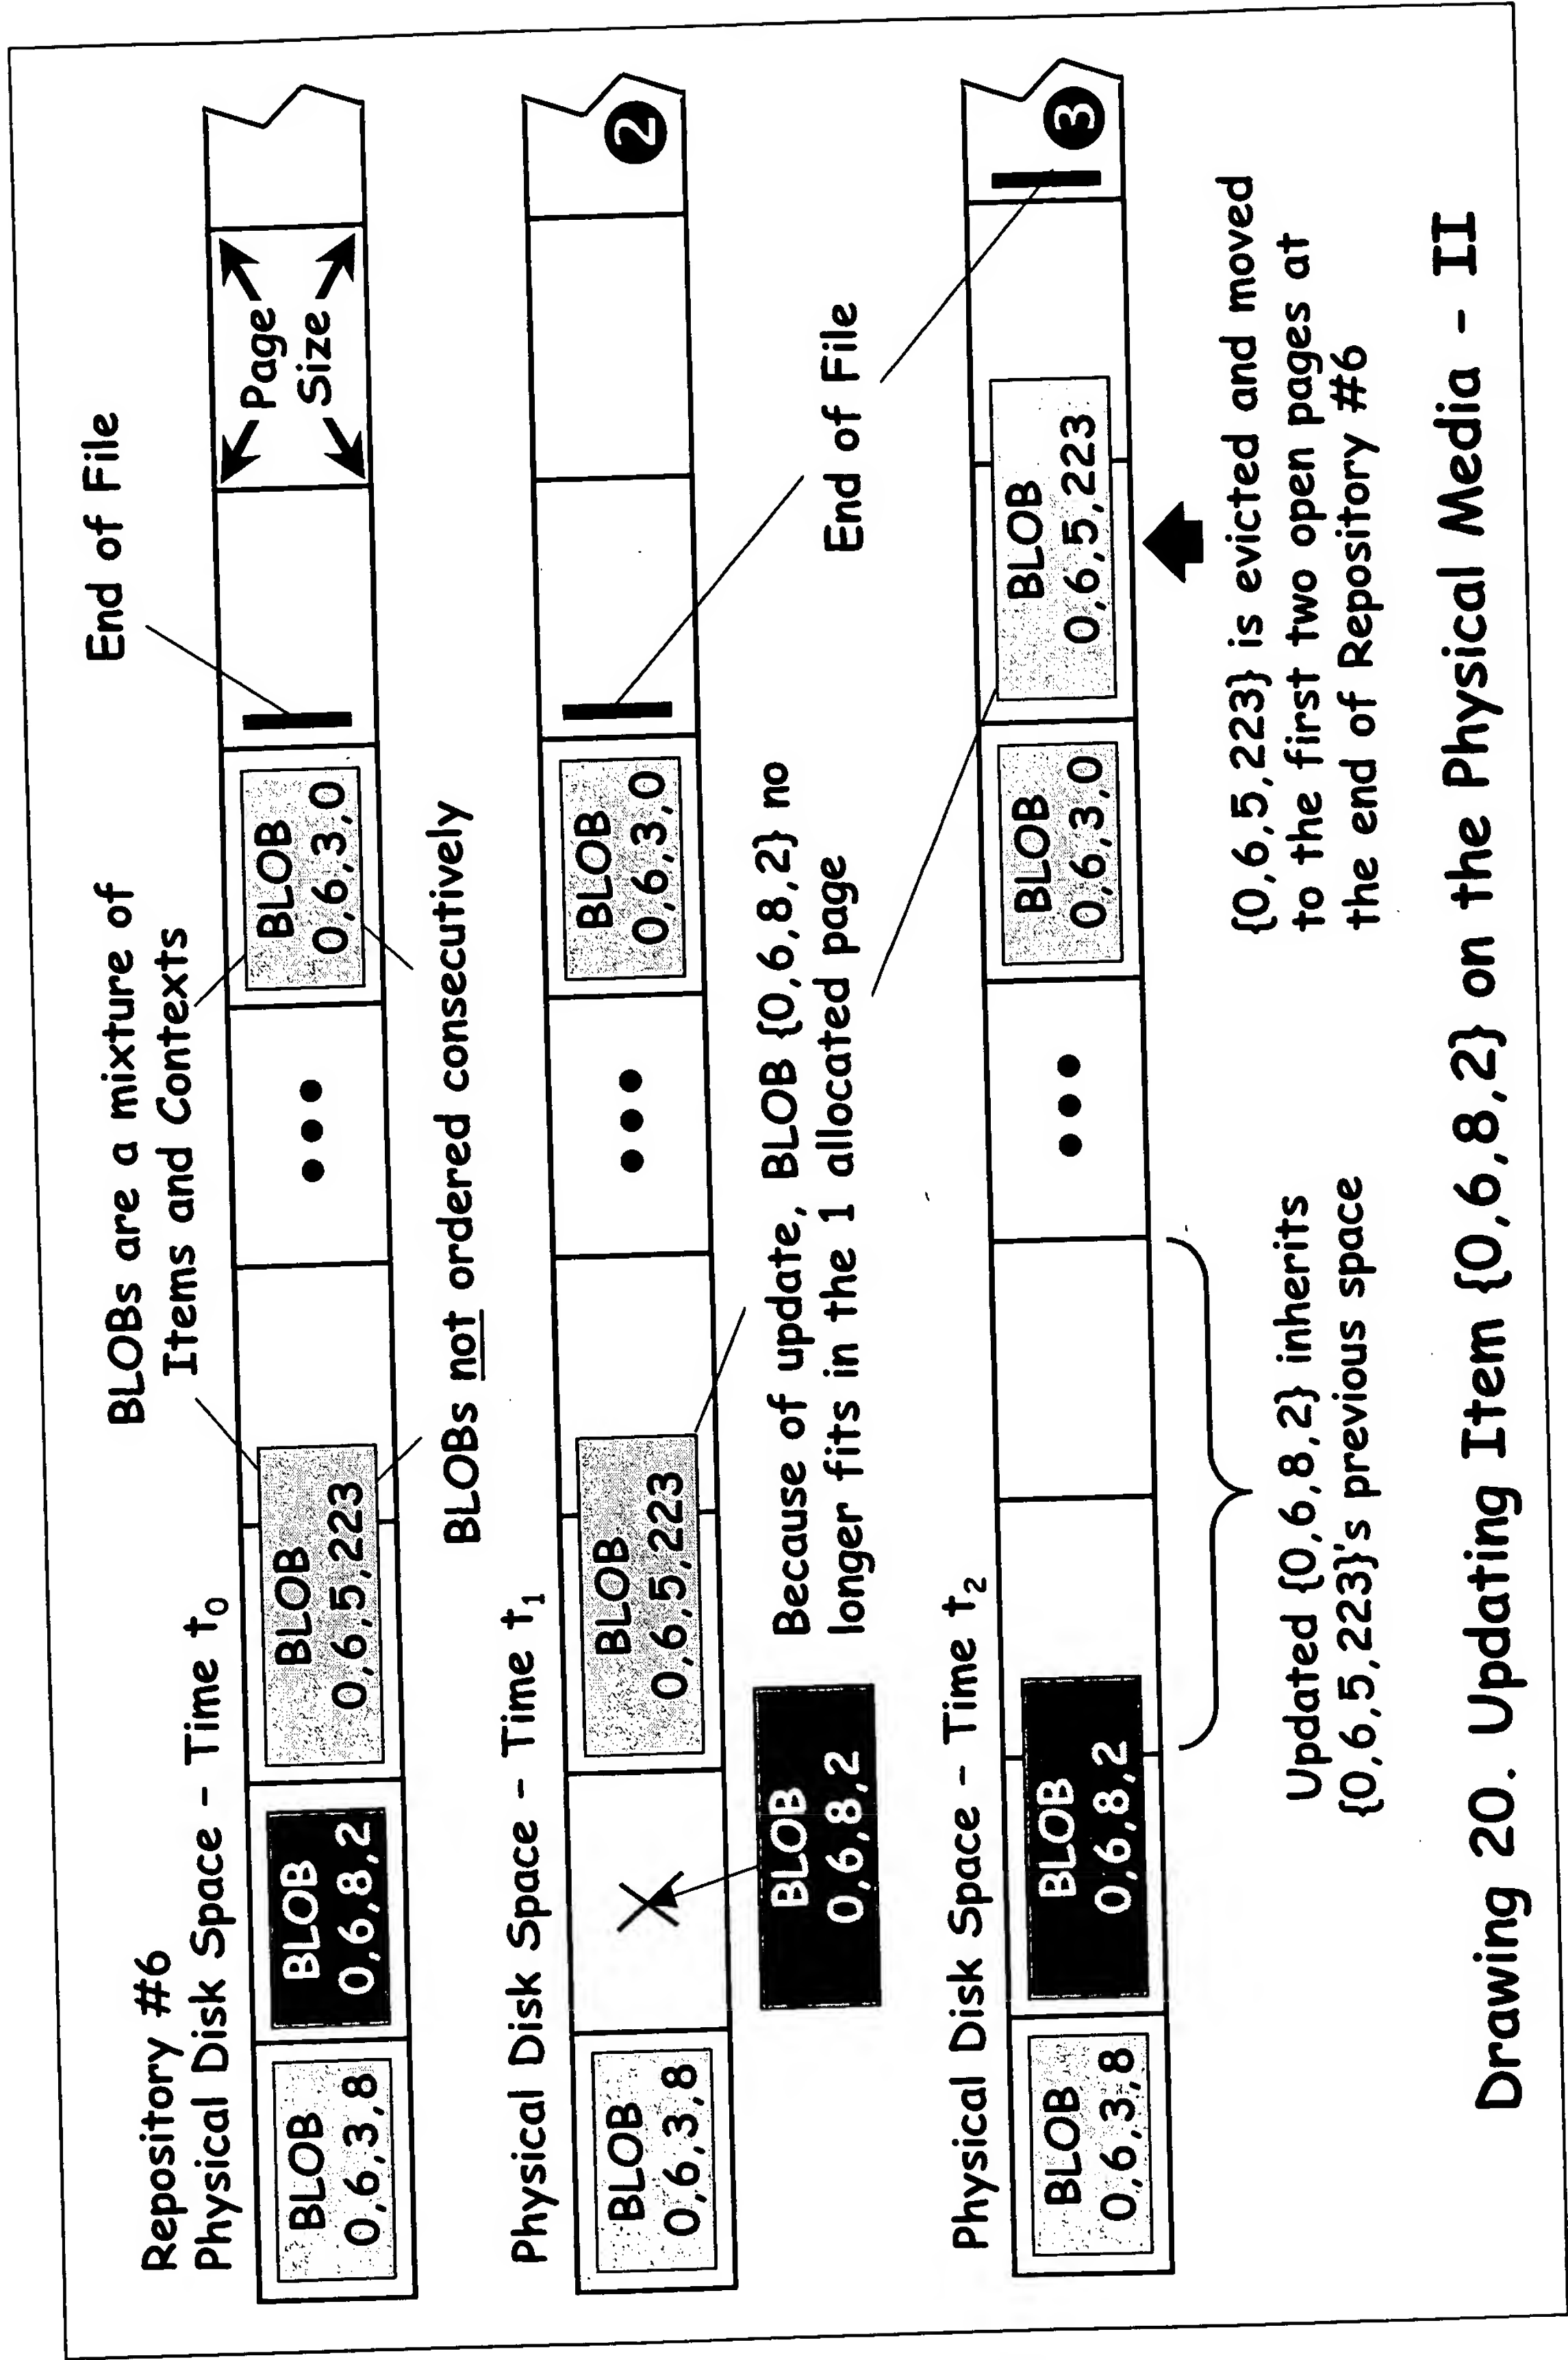 Repository #6
Physical Disk Space - Time t0
BLOBs are a mixture of
Items and Contexts
End of File
BLOB
0,6,3,8
BLOB
0,6,8,2
BLOB
0,6,5,223
•••
BLOB
0,6,3,0
Page
Size
BLOBs not ordered consecutively
Physical Disk Space - Time t1
BLOB
0,6,3,8
BLOB
0,6,5,223
•••
BLOB
0,6,3,0
2
BLOB
0,6,8,2
Because of update, BLOB {0,6,8,2} no
longer fits in the 1 allocated page
End of File
Physical Disk Space - Time t2
BLOB
0,6,3,8
BLOB
0,6,8,2
•••
BLOB
0,6,3,0
BLOB
0,6,5,223
3
Updated {0,6,8,2} inherits
{0,6,5,223}'s previous space
{0,6,5,223} is evicted and moved
to the first two open pages at
the end of Repository #6
Drawing 20. Updating Item {0,6,8,2} on the Physical Media - II